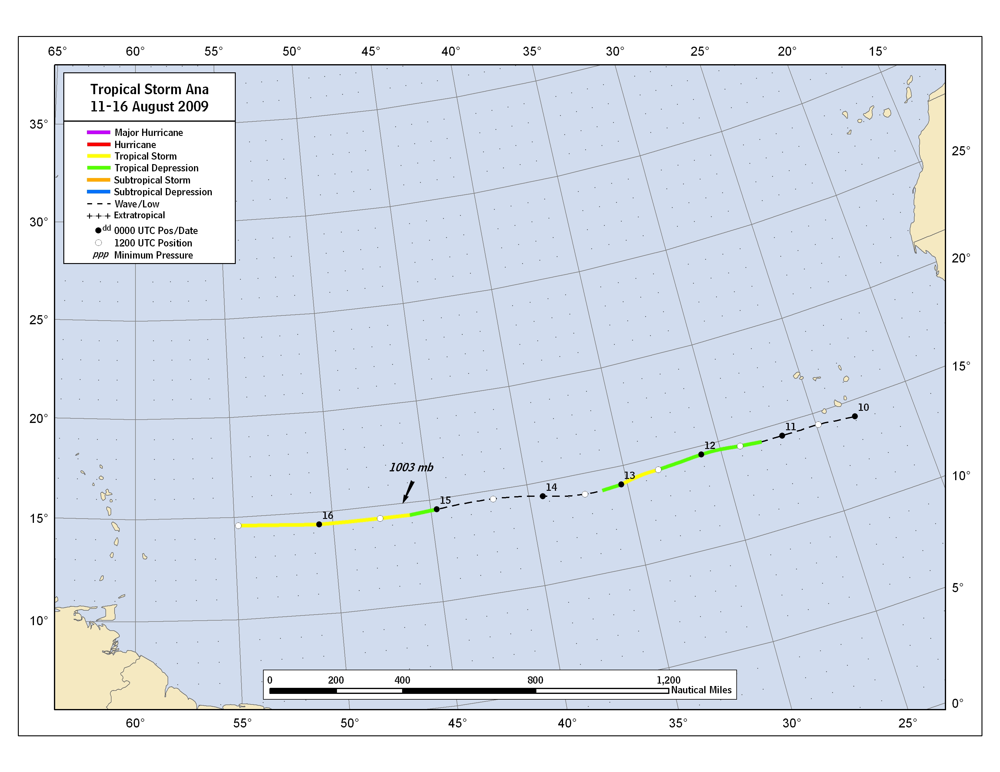 65° 60° 55° 50° 45° 40° 35° 30° 25° 20° 15°
Tropical Storm Ana
11-16 August 2009
Major Hurricane
Hurricane
Tropical Storm
Tropical Depression
Subtropical Storm
Subtropical Depression
Wave/Low
Extratropical
dd 0000 UTC Pos/Date
1200 UTC Position
ppp Minimum Pressure
35°
25°
30°
20°
25°
15°
10
20°
11
12
1003 mb
13
10°
14
15
16
15°
5°
10°
0 200 400 800 1,200
Nautical Miles
0°
60° 55° 50° 45° 40° 35° 30° 25°